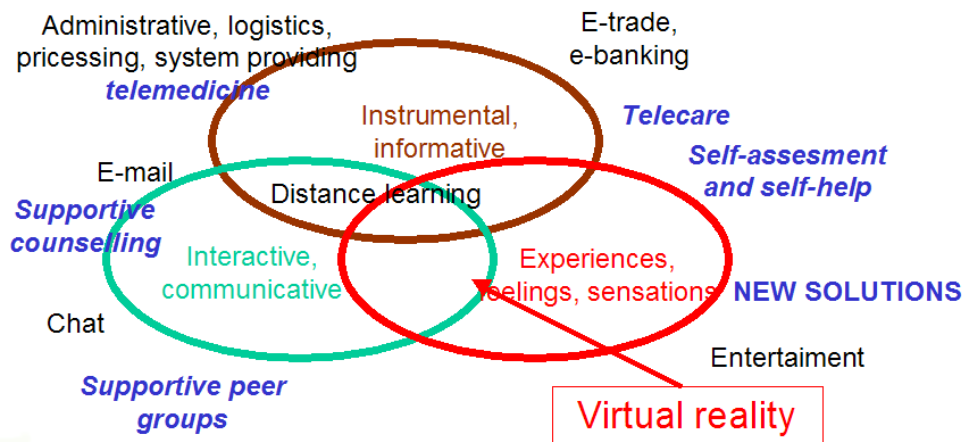 Administrative, logistics,
pricessing, system providing
telemedicine
E-trade,
e-banking
Instrumental,
informative
Telecare
Self-assesment
and self-help
E-mail
Distance learning
Supportive
counselling
Interactive,
communicative
Experiences,
feelings, sensations
NEW SOLUTIONS
Chat
Entertaiment
Supportive peer
groups
Virtual reality